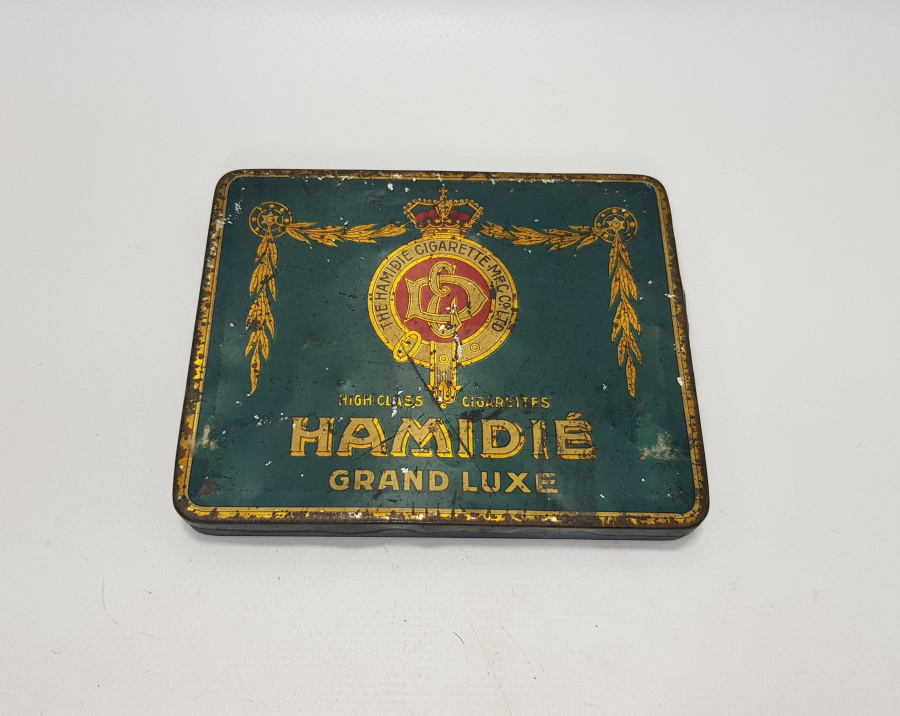 THE HAMIDIE CIGARETTE MFG CO LTD
HIGH CLASS CIGARETTES
HAMIDIÉ
GRAND LUXE